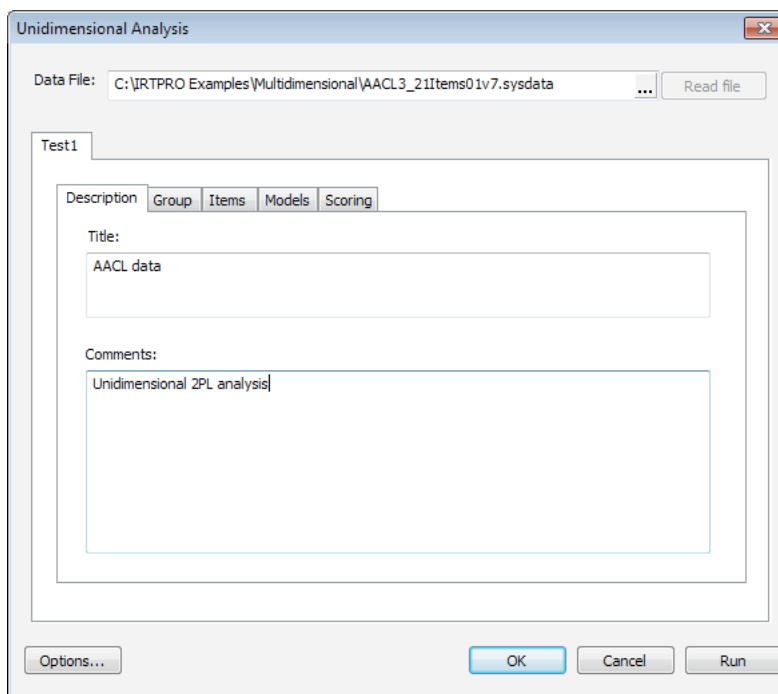 Unidimensional Analysis
Data File: C:\IRTPRO Examples\Multidimensional\AACL3_21Items01v7.sysdata ... Read file
Test1
Description Group Items Models Scoring
Title:
AACL data
Comments:
Unidimensional 2PL analysis
Options... OK Cancel Run